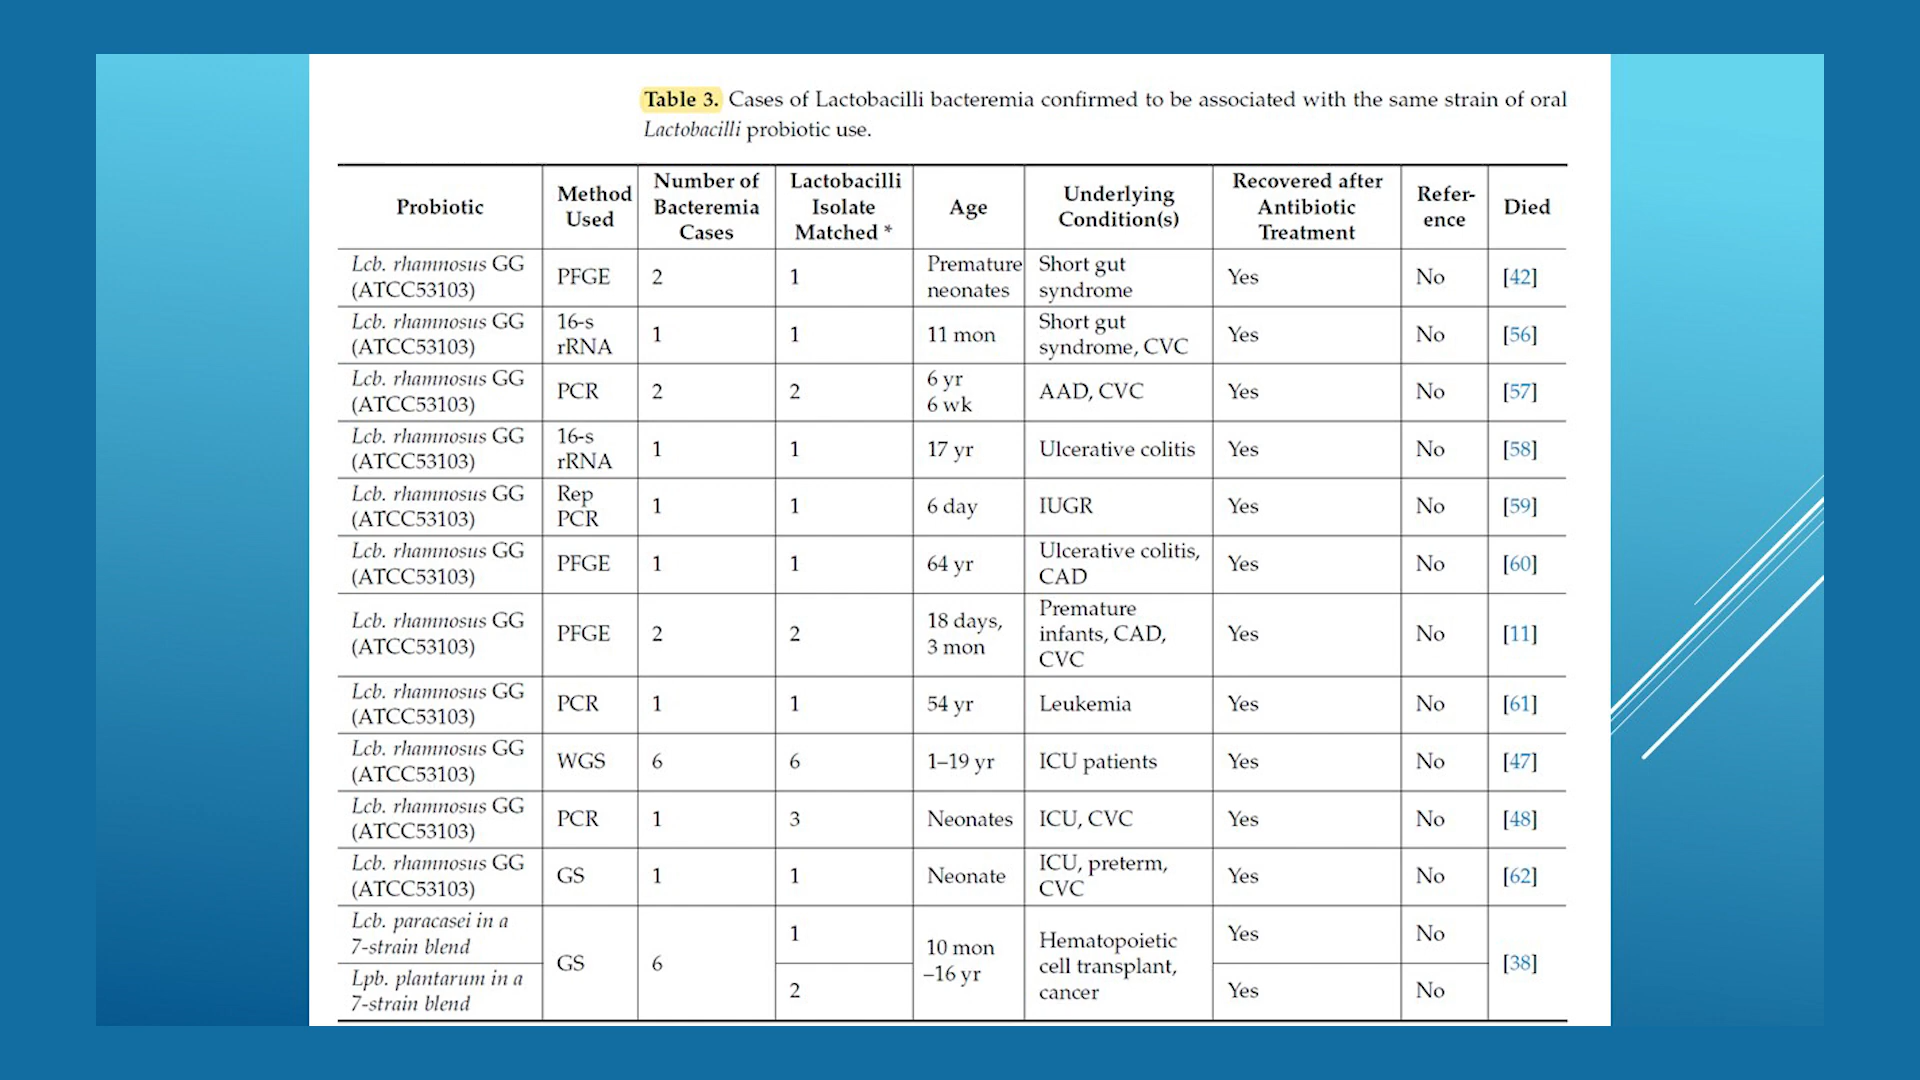 Table 3. Cases of Lactobacilli bacteremia confirmed to be associated with the same strain of oral
Lactobacilli probiotic use.
Probiotic | Method Used | Number of Bacteremia Cases | Lactobacilli Isolate Matched * | Age | Underlying Condition(s) | Recovered after Antibiotic Treatment | Refer-ence | Died
Lcb. rhamnosus GG (ATCC53103) | PFGE | 2 | 1 | Premature neonates | Short gut syndrome | Yes | No | [42]
Lcb. rhamnosus GG (ATCC53103) | 16-s rRNA | 1 | 1 | 11 mon | Short gut syndrome, CVC | Yes | No | [56]
Lcb. rhamnosus GG (ATCC53103) | PCR | 2 | 2 | 6 yr 6 wk | AAD, CVC | Yes | No | [57]
Lcb. rhamnosus GG (ATCC53103) | 16-s rRNA | 1 | 1 | 17 yr | Ulcerative colitis | Yes | No | [58]
Lcb. rhamnosus GG (ATCC53103) | Rep PCR | 1 | 1 | 6 day | IUGR | Yes | No | [59]
Lcb. rhamnosus GG (ATCC53103) | PFGE | 1 | 1 | 64 yr | Ulcerative colitis, CAD | Yes | No | [60]
Lcb. rhamnosus GG (ATCC53103) | PFGE | 2 | 2 | 18 days, 3 mon | Premature infants, CAD, CVC | Yes | No | [11]
Lcb. rhamnosus GG (ATCC53103) | PCR | 1 | 1 | 54 yr | Leukemia | Yes | No | [61]
Lcb. rhamnosus GG (ATCC53103) | WGS | 6 | 6 | 1–19 yr | ICU patients | Yes | No | [47]
Lcb. rhamnosus GG (ATCC53103) | PCR | 1 | 3 | Neonates | ICU, CVC | Yes | No | [48]
Lcb. rhamnosus GG (ATCC53103) | GS | 1 | 1 | Neonate | ICU, preterm, CVC | Yes | No | [62]
Lcb. paracasei in a 7-strain blend | GS | 6 | 1 | 10 mon –16 yr | Hematopoietic cell transplant, cancer | Yes | No | [38]
Lpb. plantarum in a 7-strain blend | 2 | Yes | No